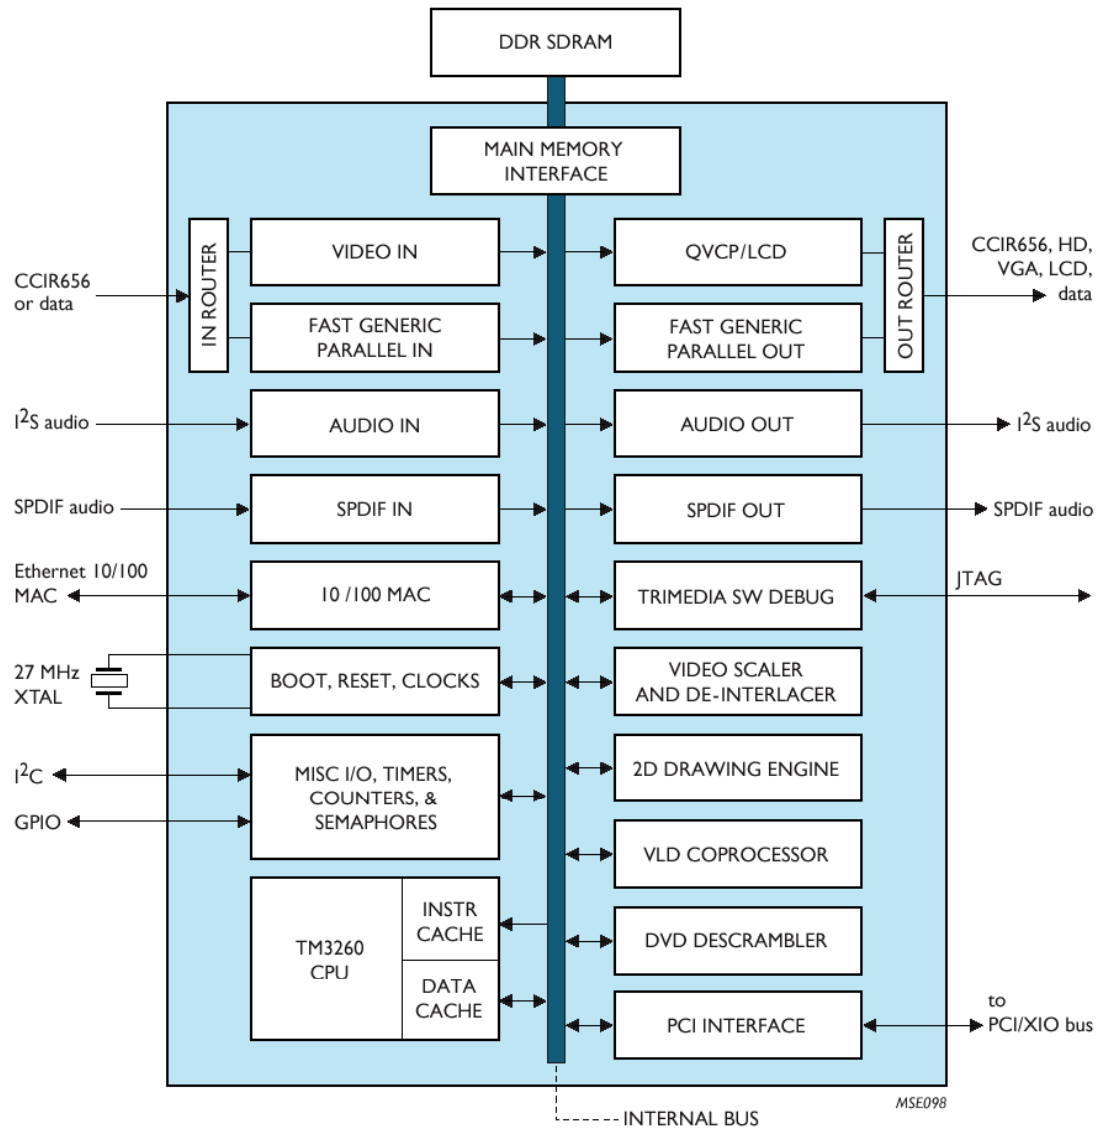 DDR SDRAM
MAIN MEMORY
INTERFACE
IN ROUTER
VIDEO IN
QVCP/LCD
OUT ROUTER
CCIR656, HD,
VGA, LCD,
data
CCIR656
or data
FAST GENERIC
PARALLEL IN
FAST GENERIC
PARALLEL OUT
I²S audio
AUDIO IN
AUDIO OUT
I²S audio
SPDIF audio
SPDIF IN
SPDIF OUT
SPDIF audio
Ethernet 10/100
MAC
10 /100 MAC
TRIMEDIA SW DEBUG
JTAG
27 MHz
XTAL
BOOT, RESET, CLOCKS
VIDEO SCALER
AND DE-INTERLACER
I²C
GPIO
MISC I/O, TIMERS,
COUNTERS, &
SEMAPHORES
2D DRAWING ENGINE
VLD COPROCESSOR
TM3260
CPU
INSTR
CACHE
DATA
CACHE
DVD DESCRAMBLER
PCI INTERFACE
to
PCI/XIO bus
MSE098
INTERNAL BUS